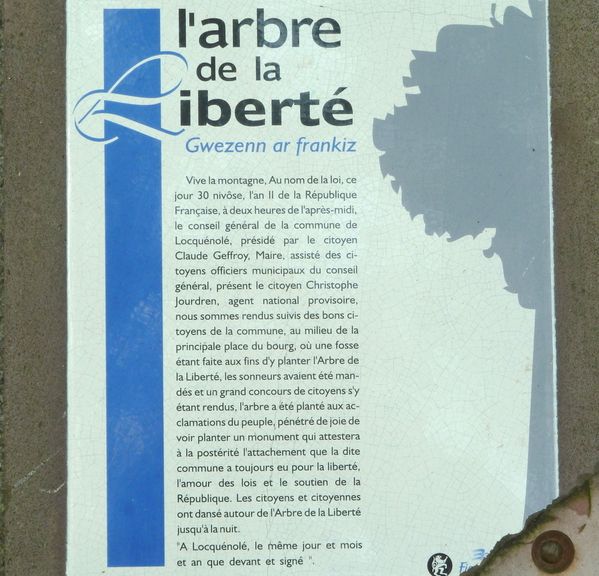 l'arbre
de la
Liberté
Gwezenn ar frankiz
Vive la montagne, Au nom de la loi, ce
jour 30 nivôse, l'an II de la République
Française, à deux heures de l'après-midi,
le conseil général de la commune de
Locquénolé, présidé par le citoyen
Claude Geffroy, Maire, assisté des ci-
toyens officiers municipaux du conseil
général, présent le citoyen Christophe
Jourdren, agent national provisoire,
nous sommes rendus suivis des bons ci-
toyens de la commune, au milieu de la
principale place du bourg, où une fosse
étant faite aux fins d'y planter l'Arbre de
la Liberté, les sonneurs avaient été man-
dés et un grand concours de citoyens s'y
étant rendus, l'arbre a été planté aux ac-
clamations du peuple, pénétré de joie de
voir planter un monument qui attestera
à la postérité l'attachement que la dite
commune a toujours eu pour la liberté,
l'amour des lois et le soutien de la
République. Les citoyens et citoyennes
ont dansé autour de l'Arbre de la Liberté
jusqu'à la nuit.
"A Locquénolé, le même jour et mois
et an que devant et signé ".